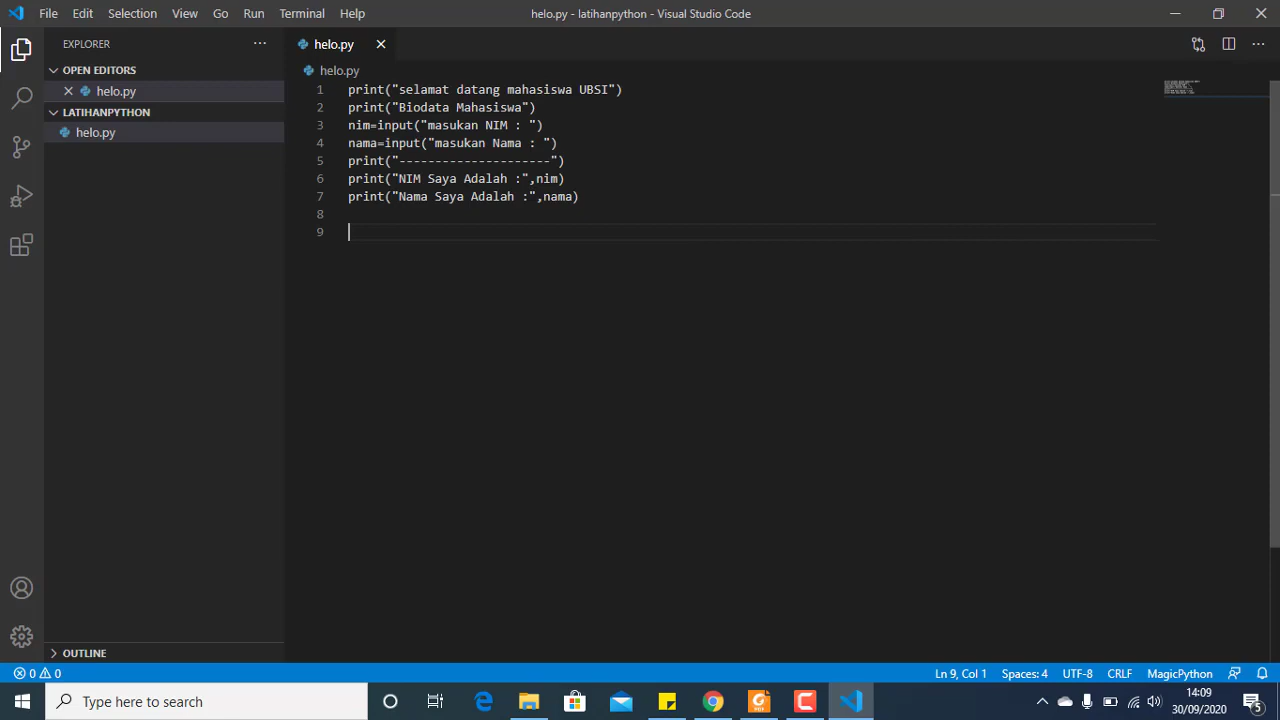 File Edit Selection View Go Run Terminal Help
helo.py - latihanpython - Visual Studio Code
EXPLORER
helo.py
OPEN EDITORS
helo.py
LATIHANPYTHON
helo.py
helo.py
1 print("selamat datang mahasiswa UBSI")
2 print("Biodata Mahasiswa")
3 nim=input("masukan NIM : ")
4 nama=input("masukan Nama : ")
5 print("---------------------")
6 print("NIM Saya Adalah :",nim)
7 print("Nama Saya Adalah :",nama)
8
9
OUTLINE
0 0
Ln 9, Col 1 Spaces: 4 UTF-8 CRLF MagicPython
Type here to search
14:09
30/09/2020
5